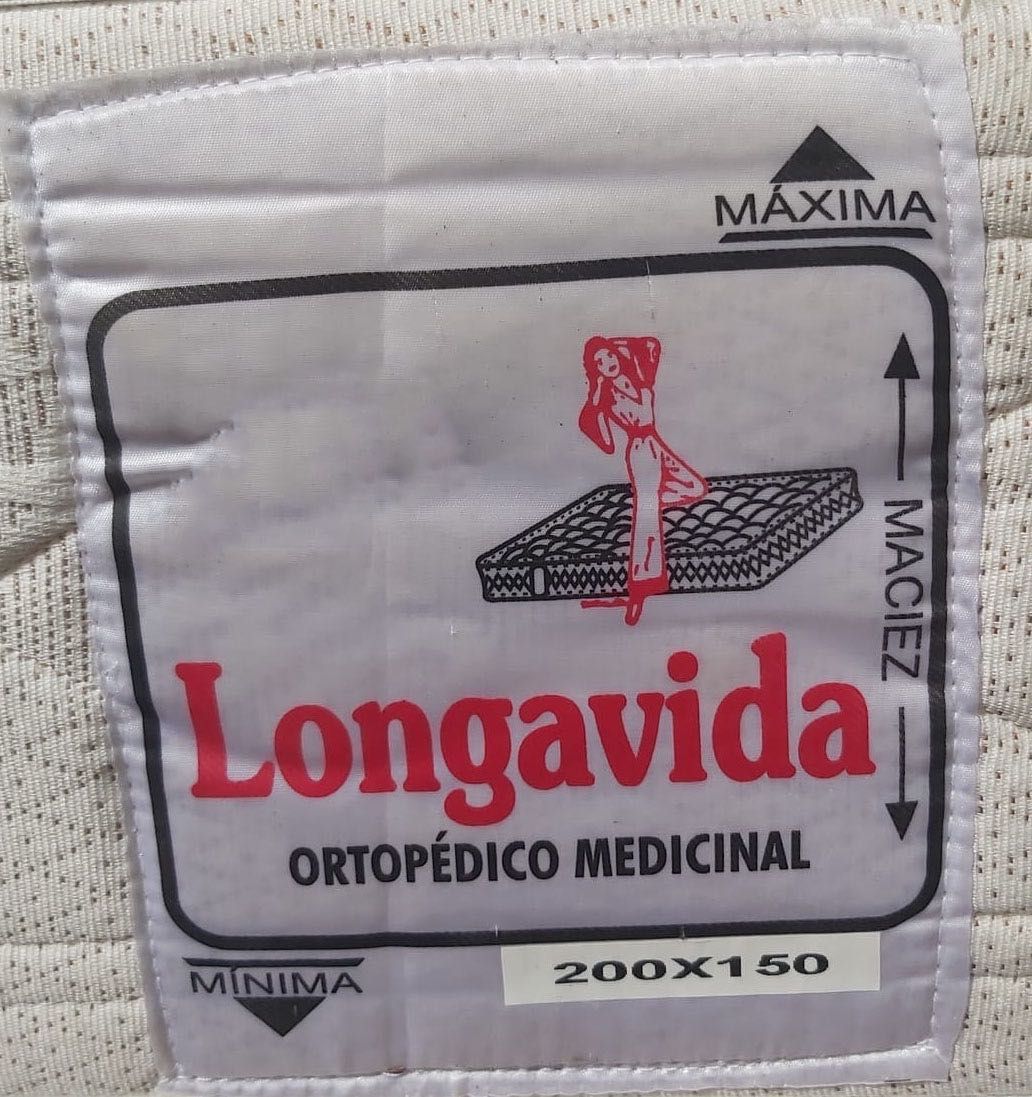 MÁXIMA
MACIEZ
Longavida
ORTOPÉDICO MEDICINAL
MÍNIMA
200X150